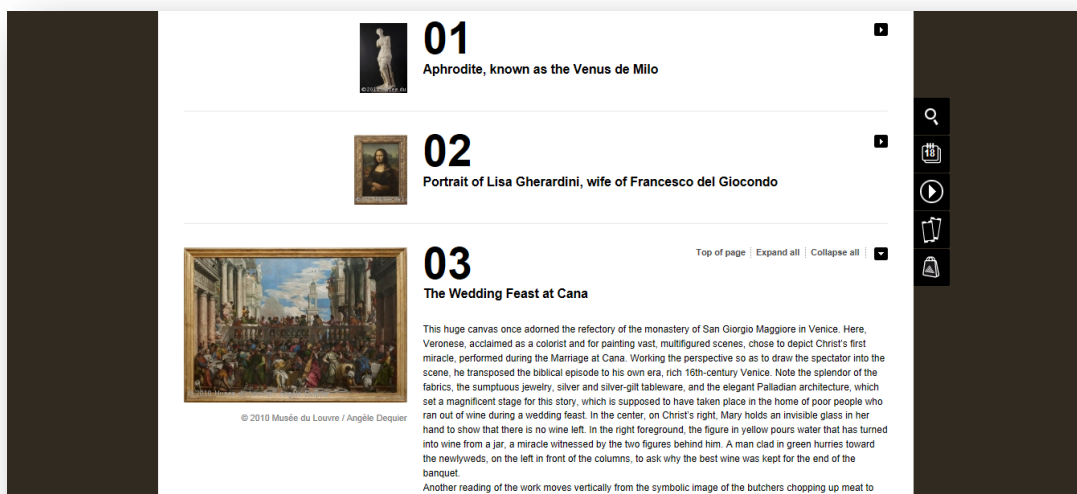 01
Aphrodite, known as the Venus de Milo
02
Portrait of Lisa Gherardini, wife of Francesco del Giocondo
18
03
Top of page
Expand all
Collapse all
The Wedding Feast at Cana
This huge canvas once adorned the refectory of the monastery of San Giorgio Maggiore in Venice. Here,
Veronese, acclaimed as a colorist and for painting vast, multifigured scenes, chose to depict Christ's first
miracle, performed during the Marriage at Cana. Working the perspective so as to draw the spectator into the
scene, he transposed the biblical episode to his own era, rich 16th-century Venice. Note the splendor of the
fabrics, the sumptuous jewelry, silver and silver-gilt tableware, and the elegant Palladian architecture, which
set a magnificent stage for this story, which is supposed to have taken place in the home of poor people who
ran out of wine during a wedding feast. In the center, on Christ's right, Mary holds an invisible glass in her
hand to show that there is no wine left. In the right foreground, the figure in yellow pours water that has turned
into wine from a jar, a miracle witnessed by the two figures behind him. A man clad in green hurries toward
the newlyweds, on the left in front of the columns, to ask why the best wine was kept for the end of the
banquet.
Another reading of the work moves vertically from the symbolic image of the butchers chopping up meat to
© 2010 Musée du Louvre / Angèle Dequier